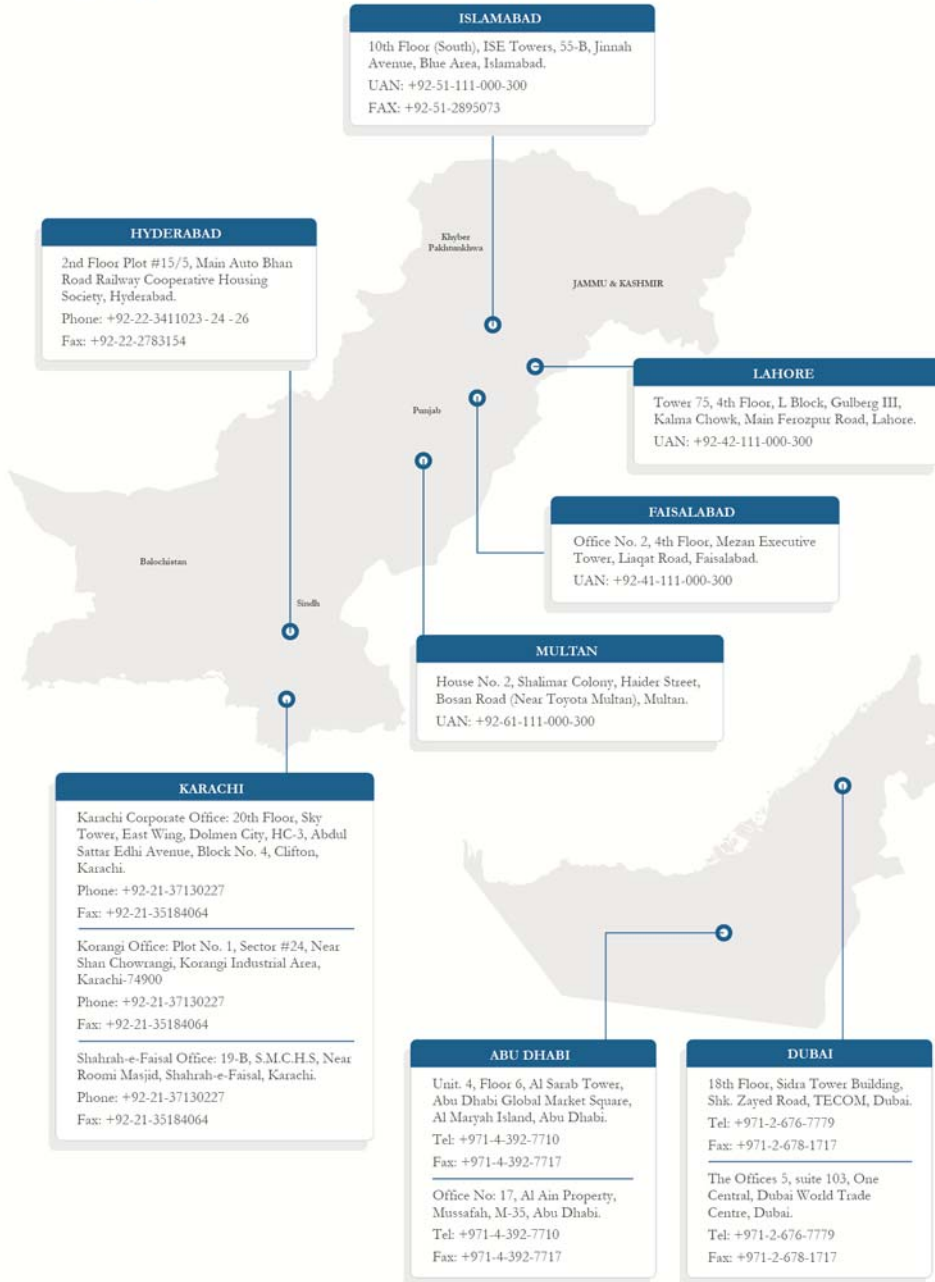 ISLAMABAD
10th Floor (South), ISE Towers, 55-B, Jinnah
Avenue, Blue Area, Islamabad.
UAN: +92-51-111-000-300
FAX: +92-51-2895073
HYDERABAD
2nd Floor Plot #15/5, Main Auto Bhan
Road Railway Cooperative Housing
Society, Hyderabad.
Phone: +92-22-3411023 - 24 - 26
Fax: +92-22-2783154
Khyber
Pakhtunkhwa
JAMMU & KASHMIR
LAHORE
Tower 75, 4th Floor, L Block, Gulberg III,
Kalma Chowk, Main Ferozpur Road, Lahore.
UAN: +92-42-111-000-300
Punjab
FAISALABAD
Office No. 2, 4th Floor, Mezan Executive
Tower, Liaqat Road, Faisalabad.
UAN: +92-41-111-000-300
Balochistan
Sindh
MULTAN
House No. 2, Shalimar Colony, Haider Street,
Bosan Road (Near Toyota Multan), Multan.
UAN: +92-61-111-000-300
KARACHI
Karachi Corporate Office: 20th Floor, Sky
Tower, East Wing, Dolmen City, HC-3, Abdul
Sattar Edhi Avenue, Block No. 4, Clifton,
Karachi.
Phone: +92-21-37130227
Fax: +92-21-35184064
Korangi Office: Plot No. 1, Sector #24, Near
Shan Chowrangi, Korangi Industrial Area,
Karachi-74900
Phone: +92-21-37130227
Fax: +92-21-35184064
Shahrah-e-Faisal Office: 19-B, S.M.C.H.S, Near
Roomi Masjid, Shahrah-e-Faisal, Karachi.
Phone: +92-21-37130227
Fax: +92-21-35184064
ABU DHABI
Unit. 4, Floor 6, Al Sarab Tower,
Abu Dhabi Global Market Square,
Al Maryah Island, Abu Dhabi.
Tel: +971-4-392-7710
Fax: +971-4-392-7717
Office No: 17, Al Ain Property,
Mussafah, M-35, Abu Dhabi.
Tel: +971-4-392-7710
Fax: +971-4-392-7717
DUBAI
18th Floor, Sidra Tower Building,
Shk. Zayed Road, TECOM, Dubai.
Tel: +971-2-676-7779
Fax: +971-2-678-1717
The Offices 5, suite 103, One
Central, Dubai World Trade
Centre, Dubai.
Tel: +971-2-676-7779
Fax: +971-2-678-1717